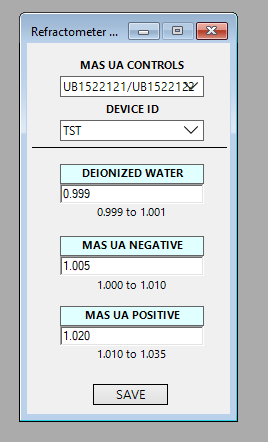 Refractometer ...
MAS UA CONTROLS
UB1522121/UB1522122
DEVICE ID
TST
DEIONIZED WATER
0.999
0.999 to 1.001
MAS UA NEGATIVE
1.005
1.000 to 1.010
MAS UA POSITIVE
1.020
1.010 to 1.035
SAVE